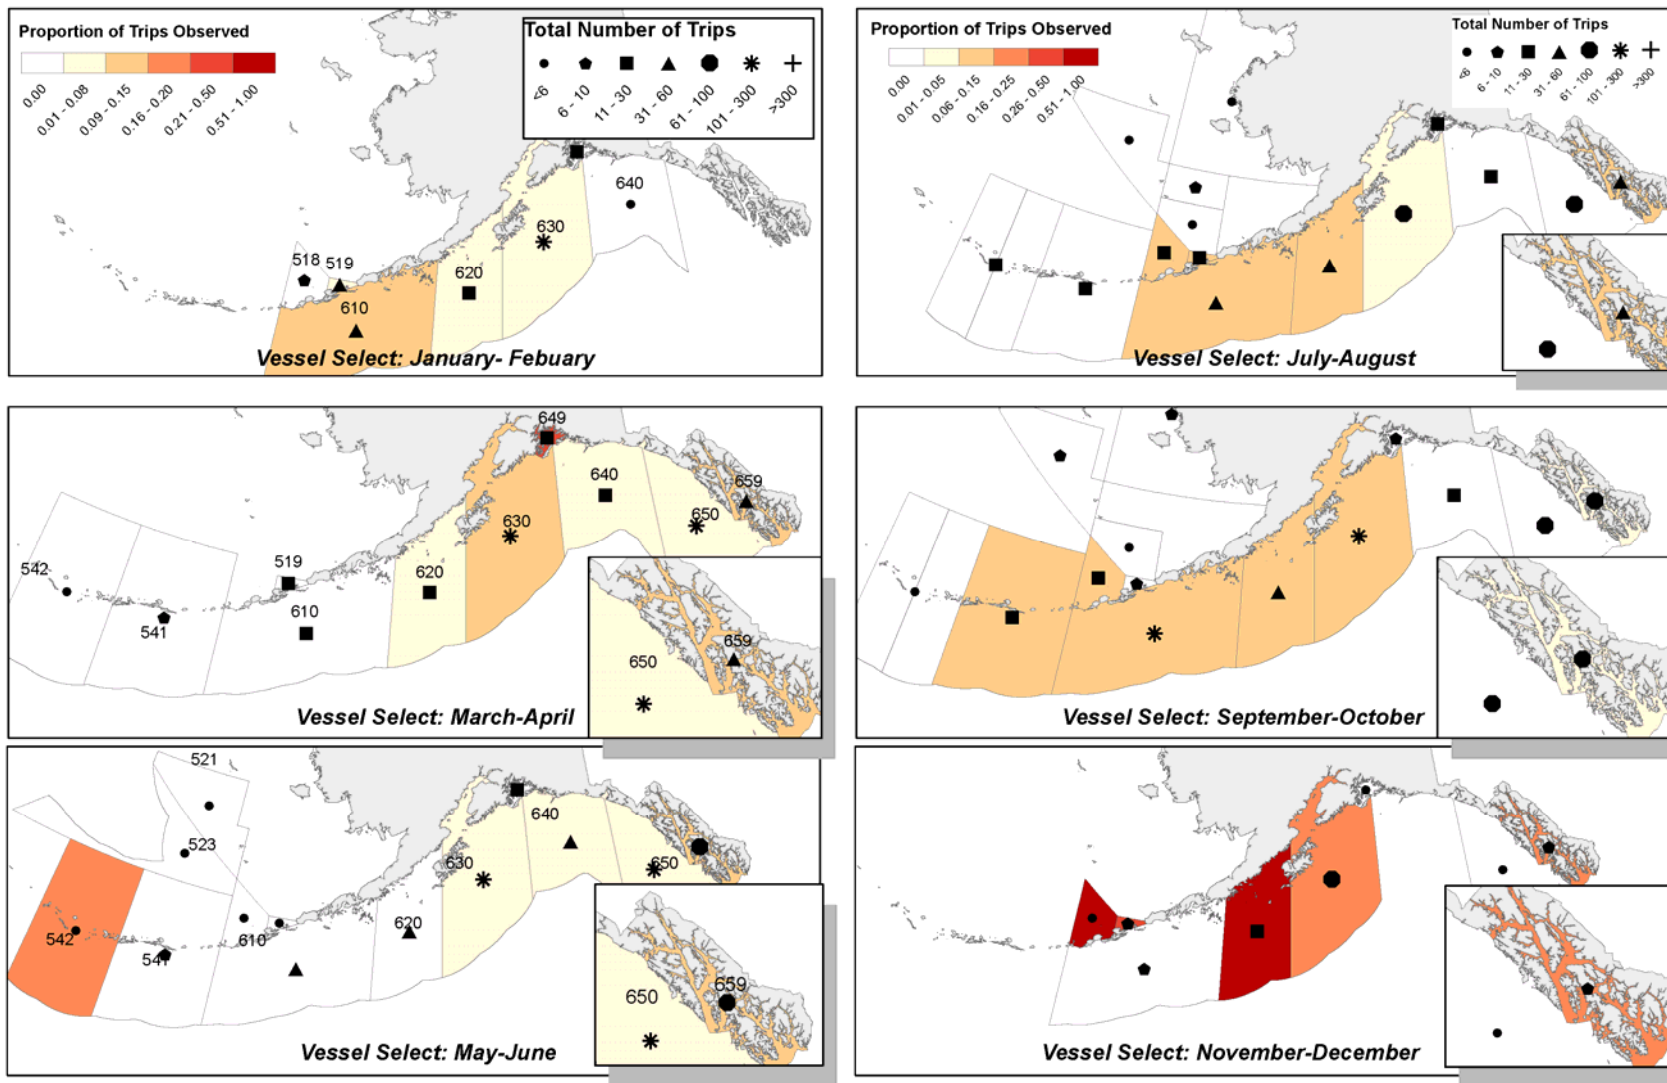 Proportion of Trips Observed
0.00
0.01 - 0.08
0.09 - 0.15
0.16 - 0.20
0.21 - 0.50
0.51 - 1.00
Total Number of Trips
<6
6 - 10
11 - 30
31 - 60
61 - 100
101 - 300
>300
640
630
620
518
519
610
Vessel Select: January- Febuary
Proportion of Trips Observed
0.00
0.01 - 0.05
0.06 - 0.15
0.16 - 0.25
0.26 - 0.50
0.51 - 1.00
Total Number of Trips
<6
6 - 10
11 - 30
31 - 60
61 - 100
101 - 300
>300
Vessel Select: July-August
649
640
659
650
630
519
620
542
541
610
659
650
Vessel Select: March-April
Vessel Select: September-October
521
523
640
630
650
620
542
541
610
659
650
Vessel Select: May-June
Vessel Select: November-December